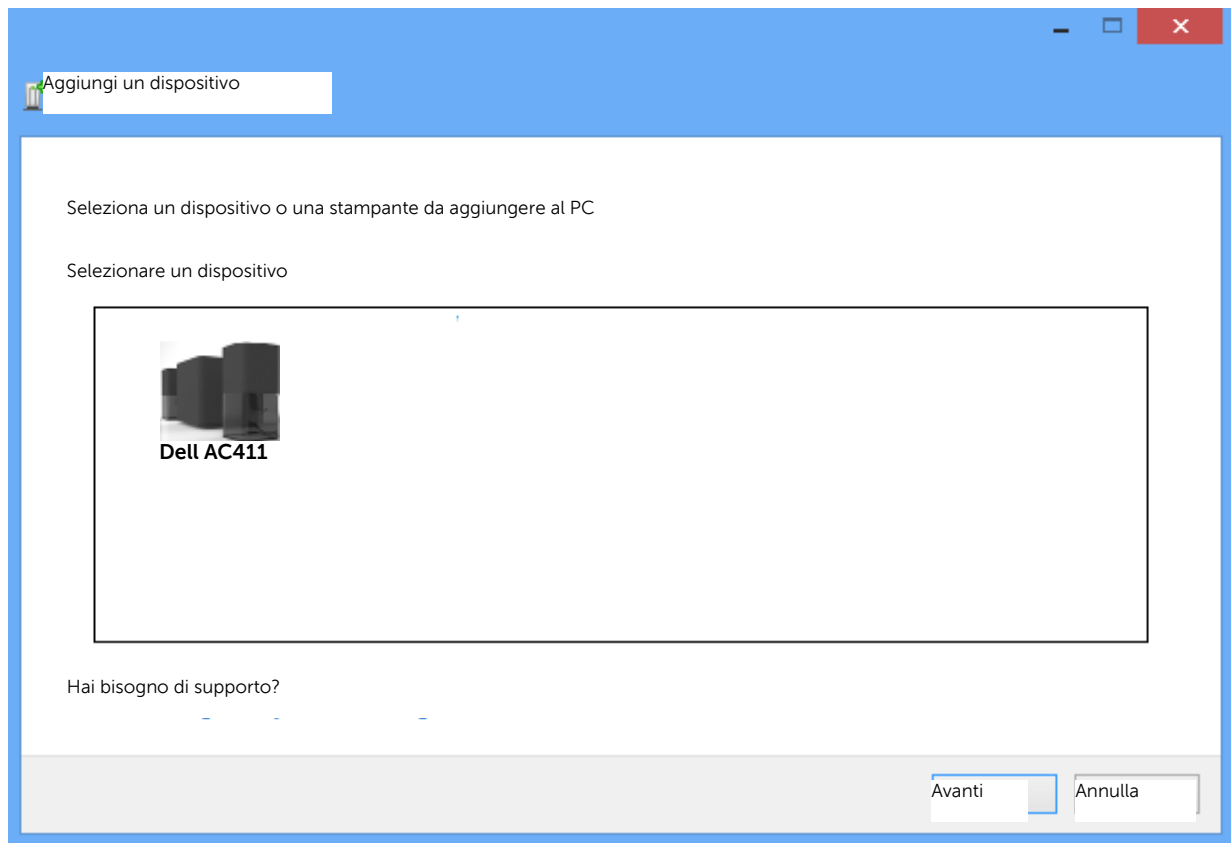 Aggiungi un dispositivo
Seleziona un dispositivo o una stampante da aggiungere al PC
Selezionare un dispositivo
Dell AC411
Hai bisogno di supporto?
Avanti
Annulla